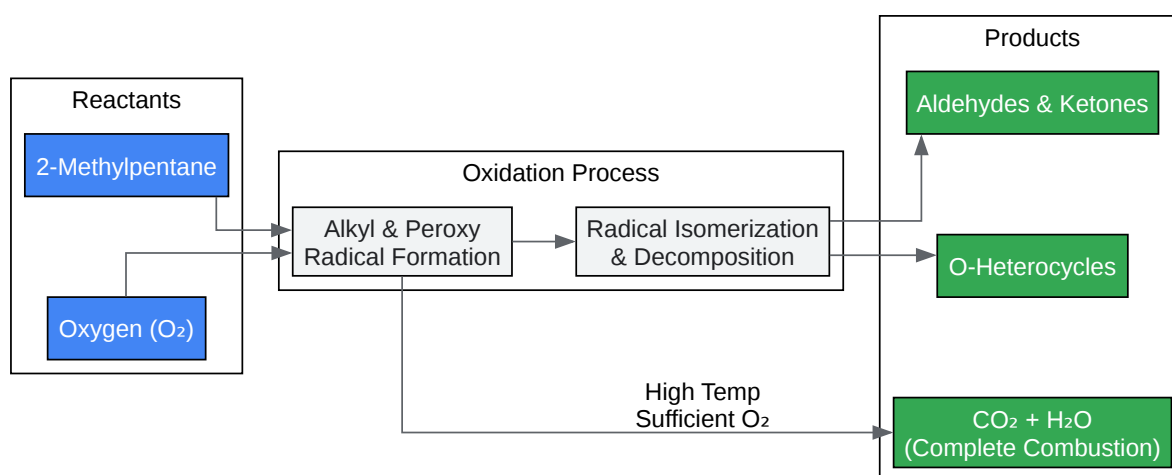 Reactants
2-Methylpentane
Oxygen (O₂)
Oxidation Process
Alkyl & Peroxy
Radical Formation
Radical Isomerization
& Decomposition
High Temp
Sufficient O₂
Products
Aldehydes & Ketones
O-Heterocycles
CO₂ + H₂O
(Complete Combustion)